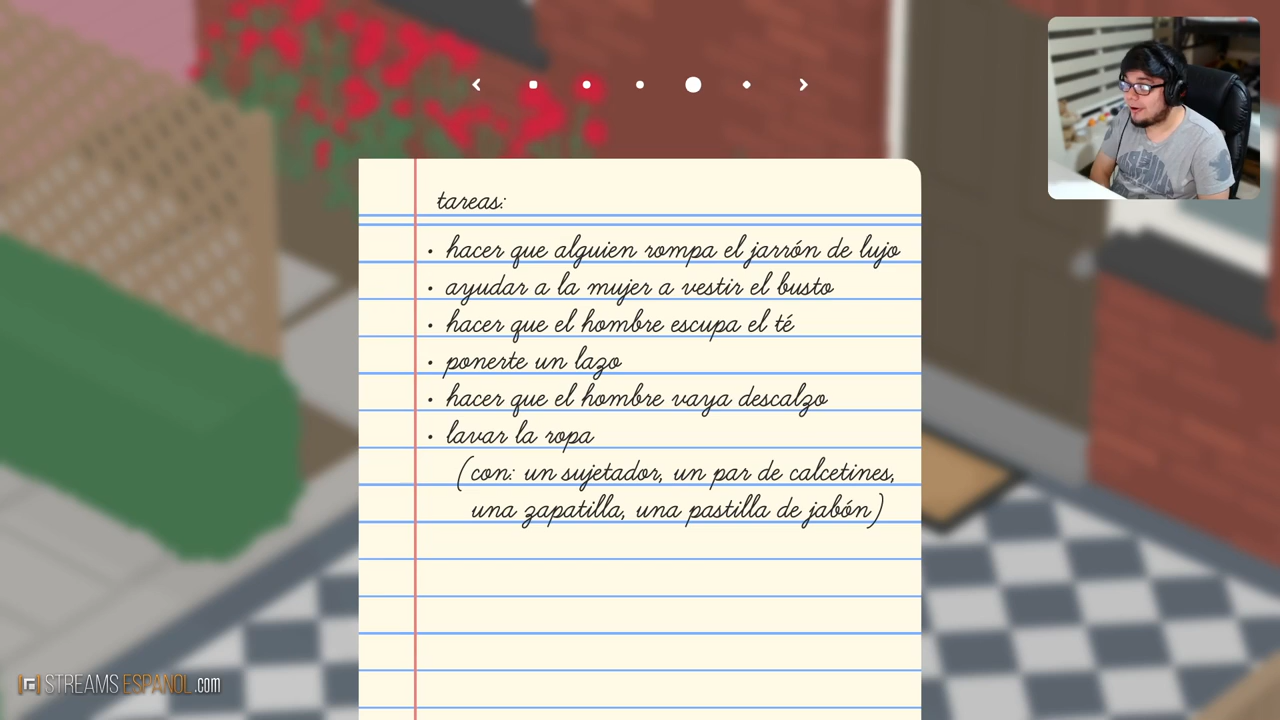 tareas:
• hacer que alguien rompa el jarrón de lujo
• ayudar a la mujer a vestir el busto
• hacer que el hombre escupa el té
• ponerte un lazo
• hacer que el hombre vaya descalzo
• lavar la ropa
(con: un sujetador, un par de calcetines,
una zapatilla, una pastilla de jabón)
STREAMS ESPAÑOL.com